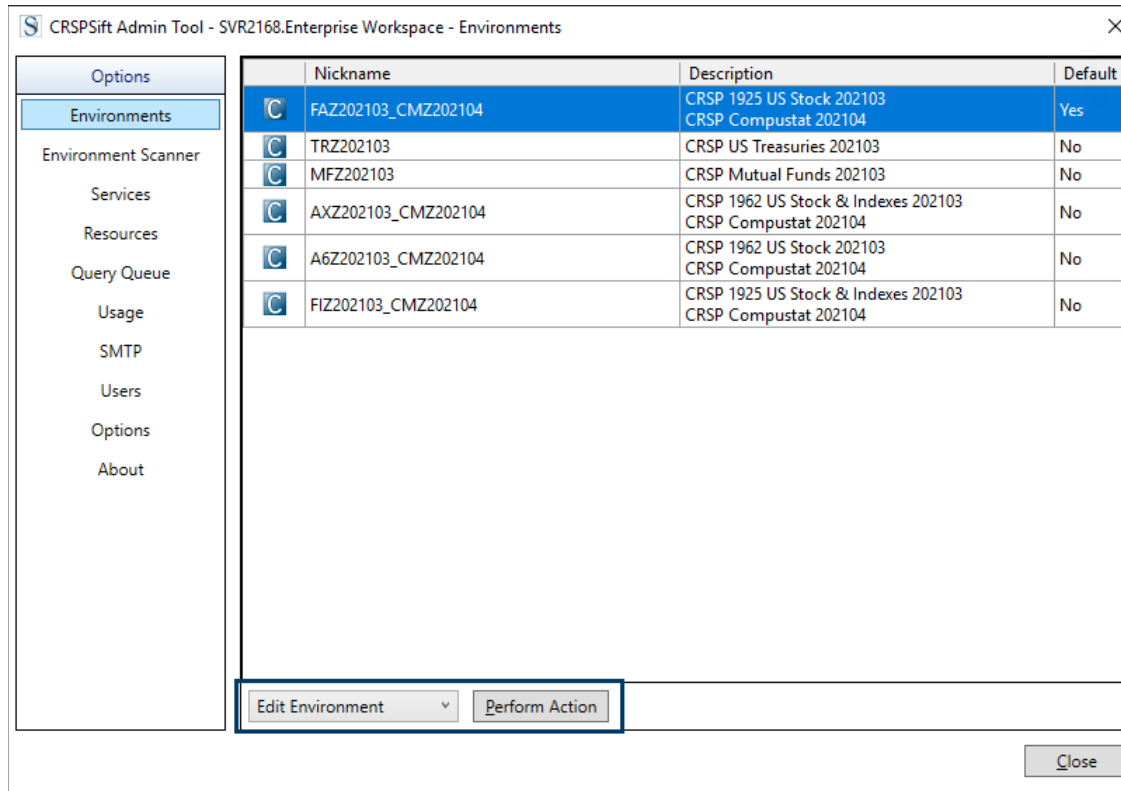 CRSPSift Admin Tool - SVR2168.Enterprise Workspace - Environments
Options
Environments
Environment Scanner
Services
Resources
Query Queue
Usage
SMTP
Users
Options
About
Nickname Description Default
FAZ202103_CMZ202104 CRSP 1925 US Stock 202103 Yes
CRSP Compustat 202104
TRZ202103 CRSP US Treasuries 202103 No
MFZ202103 CRSP Mutual Funds 202103 No
AXZ202103_CMZ202104 CRSP 1962 US Stock & Indexes 202103 No
CRSP Compustat 202104
A6Z202103_CMZ202104 CRSP 1962 US Stock 202103 No
CRSP Compustat 202104
FIZ202103_CMZ202104 CRSP 1925 US Stock & Indexes 202103 No
CRSP Compustat 202104
Edit Environment Perform Action
Close